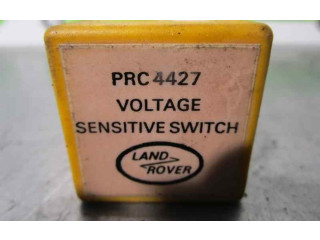 PRC 4427
VOLTAGE
SENSITIVE SWITCH
LAND
ROVER